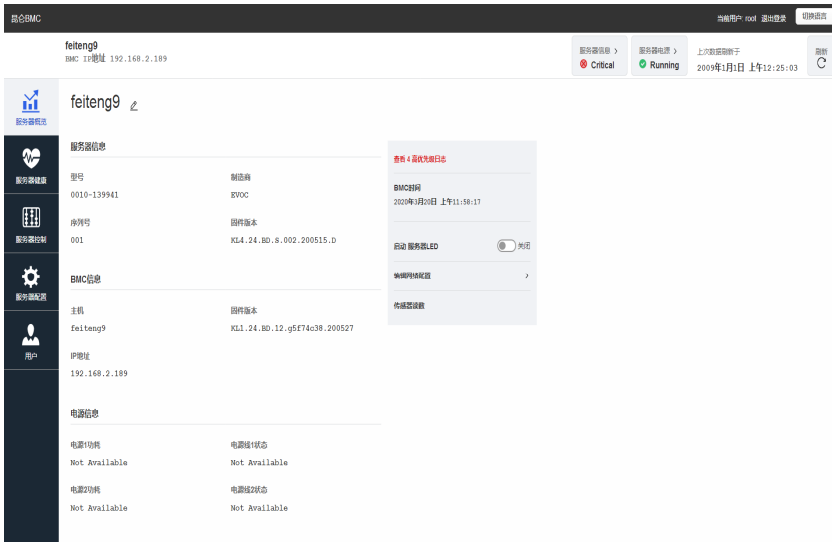 昆仑BMC
当前用户: root 退出登录 切换语言
feiteng9
BMC IP地址 192.168.2.189
服务器信息 >
Critical
服务器电源 >
Running
上次数据刷新于
2009年1月1日 上午12:25:03
刷新
服务器概览
服务器健康
服务器控制
服务器配置
用户
feiteng9
服务器信息
型号
0010-139941
制造商
EVOC
序列号
001
固件版本
KL4.24.BD.S.002.200515.D
BMC信息
主机
feiteng9
固件版本
KL1.24.BD.12.g5f74c38.200527
IP地址
192.168.2.189
电源信息
电源1功耗
Not Available
电源线1状态
Not Available
电源2功耗
Not Available
电源线2状态
Not Available
查看 4 高优先级日志
BMC时间
2020年3月20日 上午11:58:17
启动 服务器LED 关闭
编辑网络配置 >
传感器读数